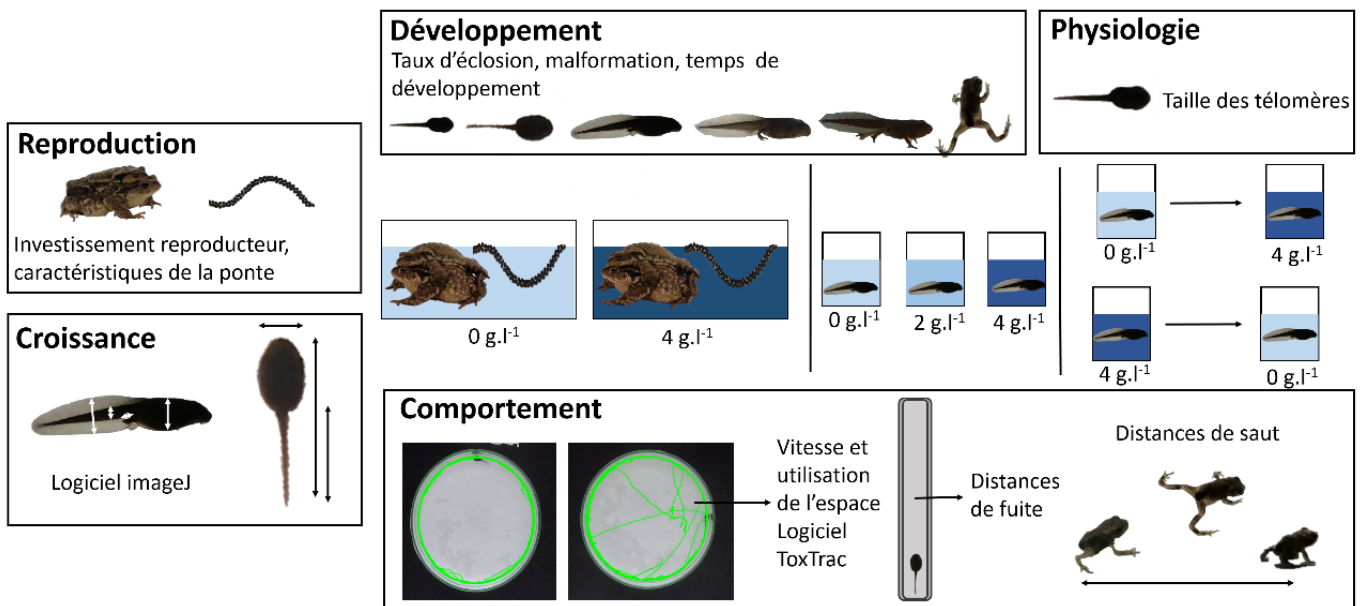 Développement
Taux d'éclosion, malformation, temps de
développement
Physiologie
Taille des télomères
Reproduction
Investissement reproducteur,
caractéristiques de la ponte
0 g.l-1
4 g.l-1
0 g.l-1
2 g.l-1
4 g.l-1
0 g.l-1
4 g.l-1
4 g.l-1
0 g.l-1
Croissance
Logiciel imageJ
Comportement
Vitesse et
utilisation
de l'espace
Logiciel
ToxTrac
Distances
de fuite
Distances de saut